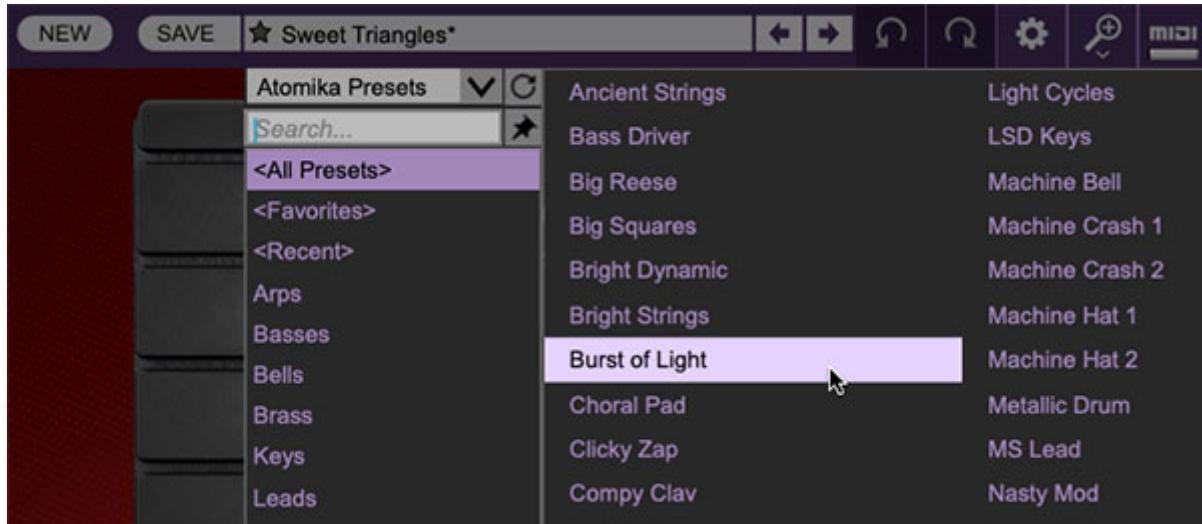 NEW
SAVE
Sweet Triangles*
MIDI
Atomika Presets
Search...
<All Presets>
<Favorites>
<Recent>
Arps
Basses
Bells
Brass
Keys
Leads
Ancient Strings
Bass Driver
Big Reese
Big Squares
Bright Dynamic
Bright Strings
Burst of Light
Choral Pad
Clicky Zap
Compy Clav
Light Cycles
LSD Keys
Machine Bell
Machine Crash 1
Machine Crash 2
Machine Hat 1
Machine Hat 2
Metallic Drum
MS Lead
Nasty Mod